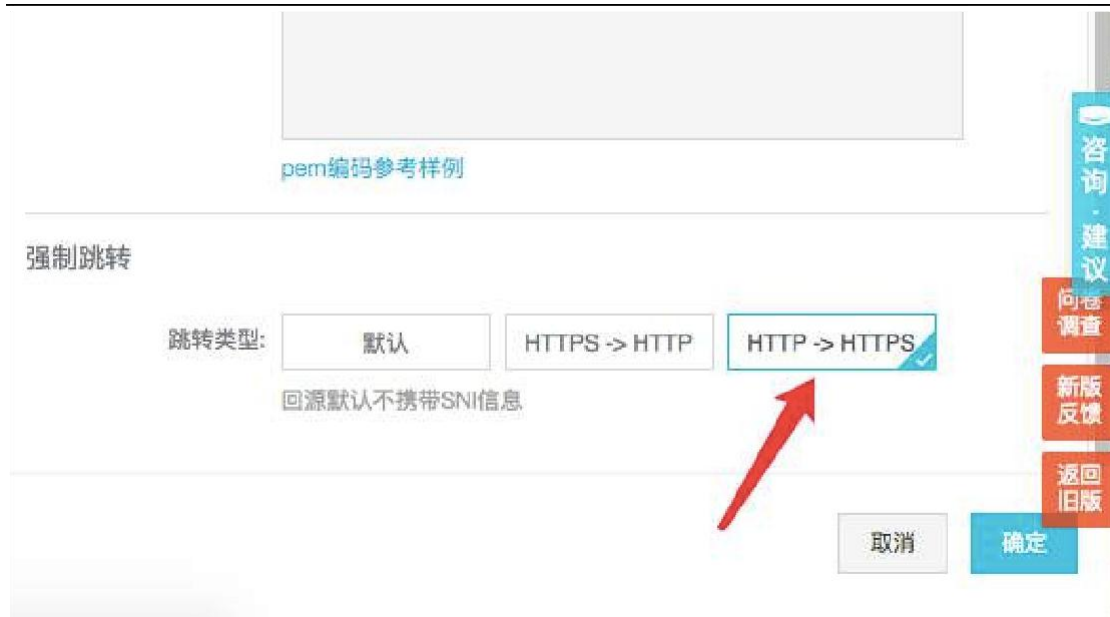 pem编码参考样例
强制跳转
跳转类型:
默认
HTTPS -> HTTP
HTTP -> HTTPS
回源默认不携带SNI信息
取消
确定
咨询·建议
问卷
调查
新版
反馈
返回
旧版